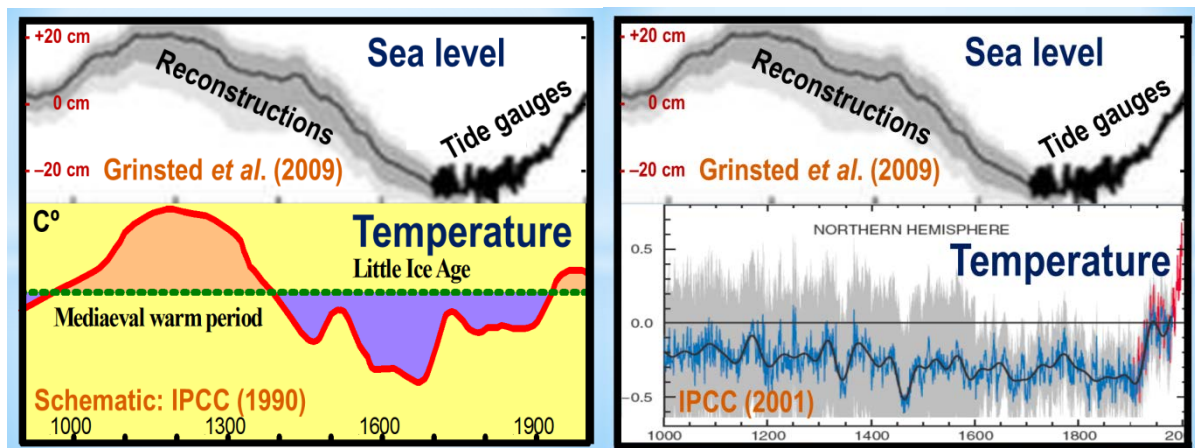 +20 cm
Sea level
Reconstructions
0 cm
Tide gauges
–20 cm
Grinsted et al. (2009)
C°
Temperature
Little Ice Age
Mediaeval warm period
Schematic: IPCC (1990)
1000 1300 1600 1900
+20 cm
Sea level
Reconstructions
0 cm
Tide gauges
–20 cm
Grinsted et al. (2009)
NORTHERN HEMISPHERE
0.5
Temperature
0.0
-0.5
IPCC (2001)
1000 1200 1400 1600 1800 20